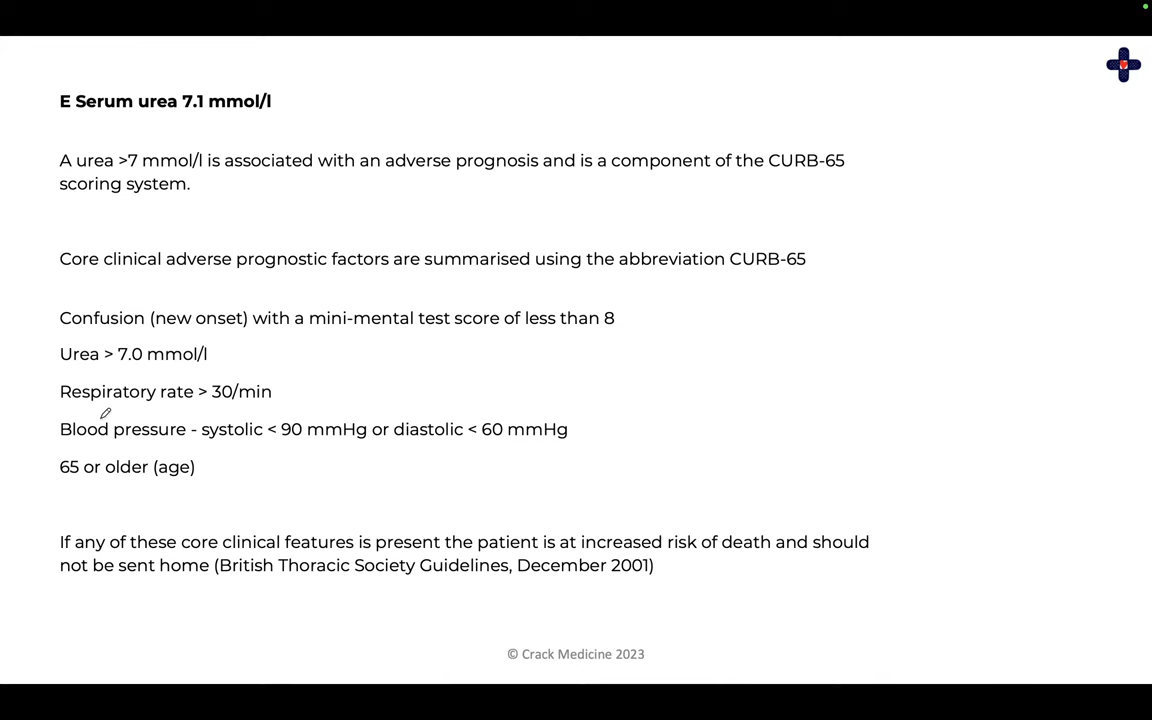 E Serum urea 7.1 mmol/l
A urea >7 mmol/l is associated with an adverse prognosis and is a component of the CURB-65
scoring system.
Core clinical adverse prognostic factors are summarised using the abbreviation CURB-65
Confusion (new onset) with a mini-mental test score of less than 8
Urea > 7.0 mmol/l
Respiratory rate > 30/min
Blood pressure - systolic < 90 mmHg or diastolic < 60 mmHg
65 or older (age)
If any of these core clinical features is present the patient is at increased risk of death and should
not be sent home (British Thoracic Society Guidelines, December 2001)
© Crack Medicine 2023